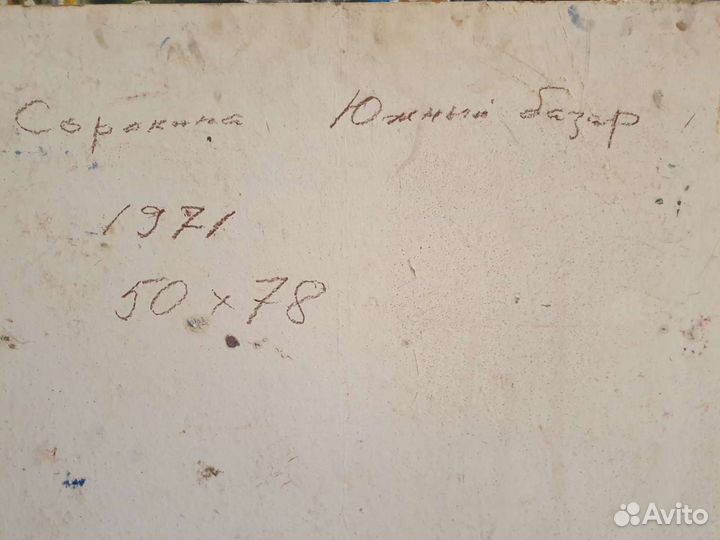 Сорокина Южный базар
1971
50 x 78
Avito